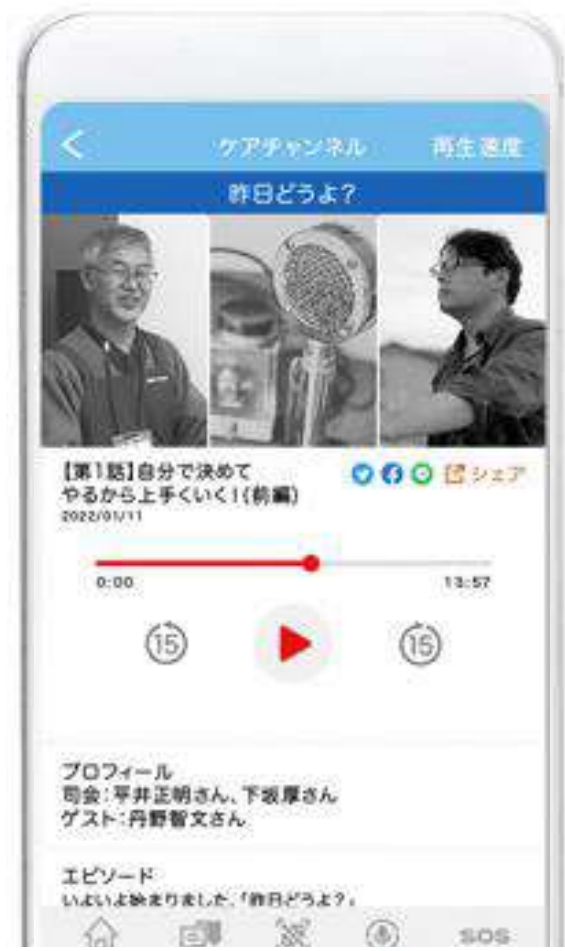 ケアチャンネル 再生速度
昨日どうよ？
【第1話】自分で決めて
やるから上手くいく！(前編)
シェア
2022/01/11
0:00 13:57
15 15
プロフィール
司会：平井正明さん、下坂厚さん
ゲスト：丹野智文さん
エピソード
いよいよ始まりました、「昨日どうよ？」
SOS